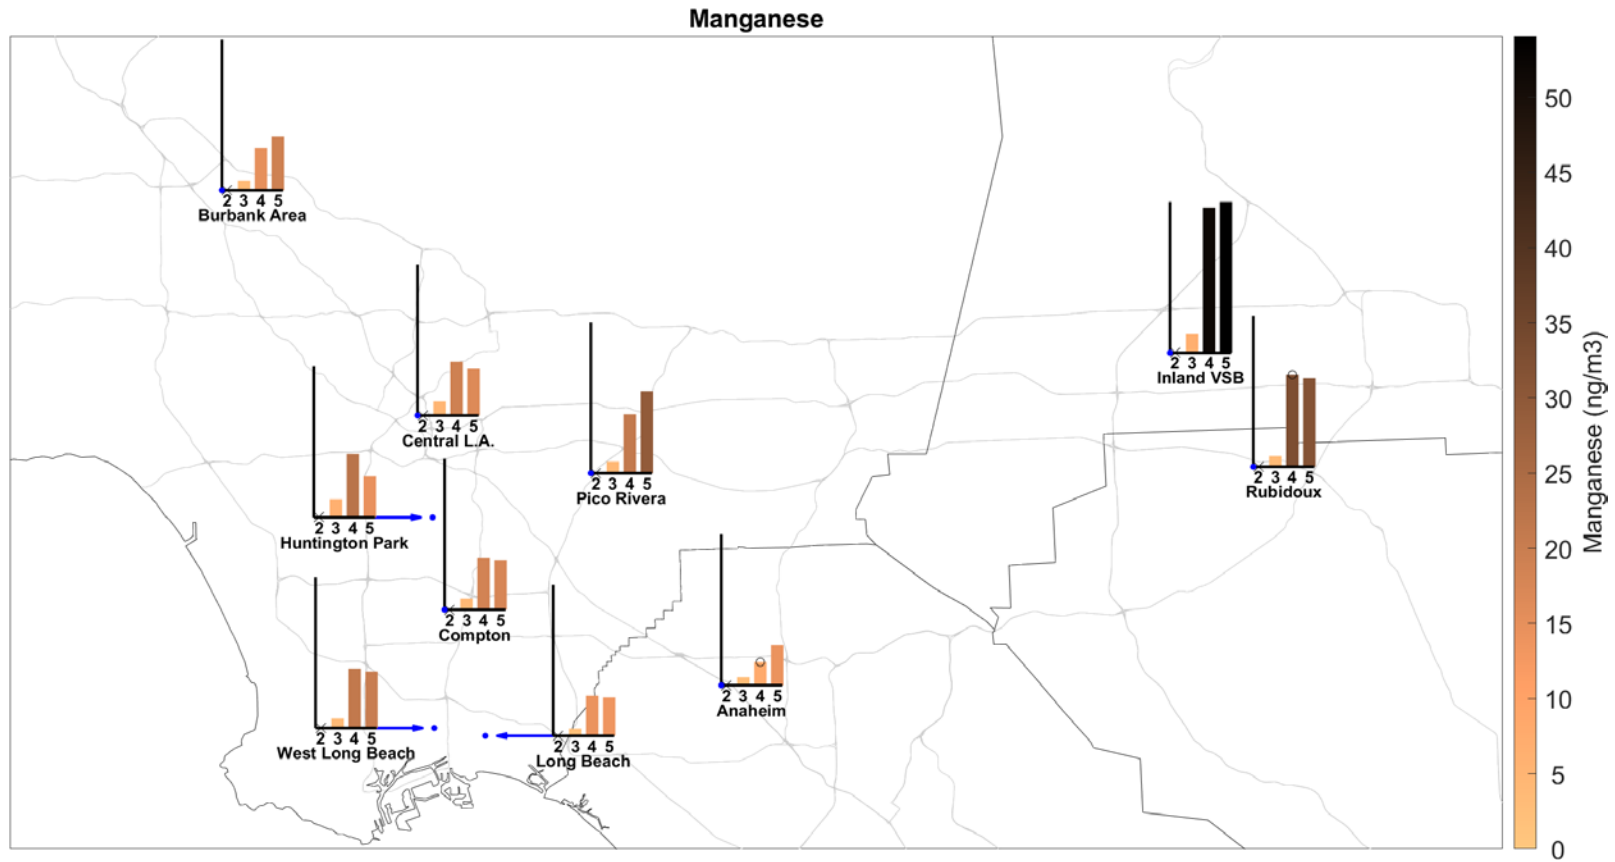 Manganese
2 3 4 5
Burbank Area
2 3 4 5
Inland VSB
2 3 4 5
Central L.A.
2 3 4 5
Rubidoux
2 3 4 5
Pico Rivera
2 3 4 5
Huntington Park
2 3 4 5
Compton
2 3 4 5
Anaheim
2 3 4 5
West Long Beach
2 3 4 5
Long Beach
50
45
40
35
30
25
20
15
10
5
0
Manganese (ng/m3)